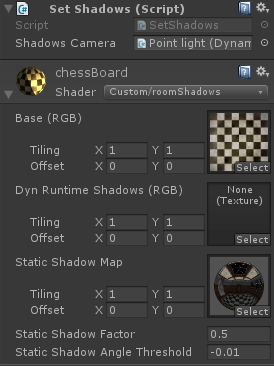 Set Shadows (Script)
Script SetShadows
Shadows Camera Point light (Dynam
chessBoard
Shader Custom/roomShadows
Base (RGB)
Tiling X 1 Y 1
Offset X 0 Y 0
Select
Dyn Runtime Shadows (RGB)
None
(Texture)
Tiling X 1 Y 1
Offset X 0 Y 0
Select
Static Shadow Map
Tiling X 1 Y 1
Offset X 0 Y 0
Select
Static Shadow Factor 0.5
Static Shadow Angle Threshold -0.01